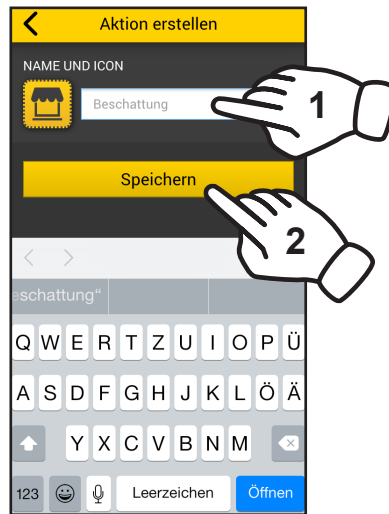 Aktion erstellen
NAME UND ICON
Beschattung
1
Speichern
2
eschattung“
Q W E R T Z U I O P Ü
A S D F G H J K L Ö Ä
Y X C V B N M
123 Leerzeichen Öffnen